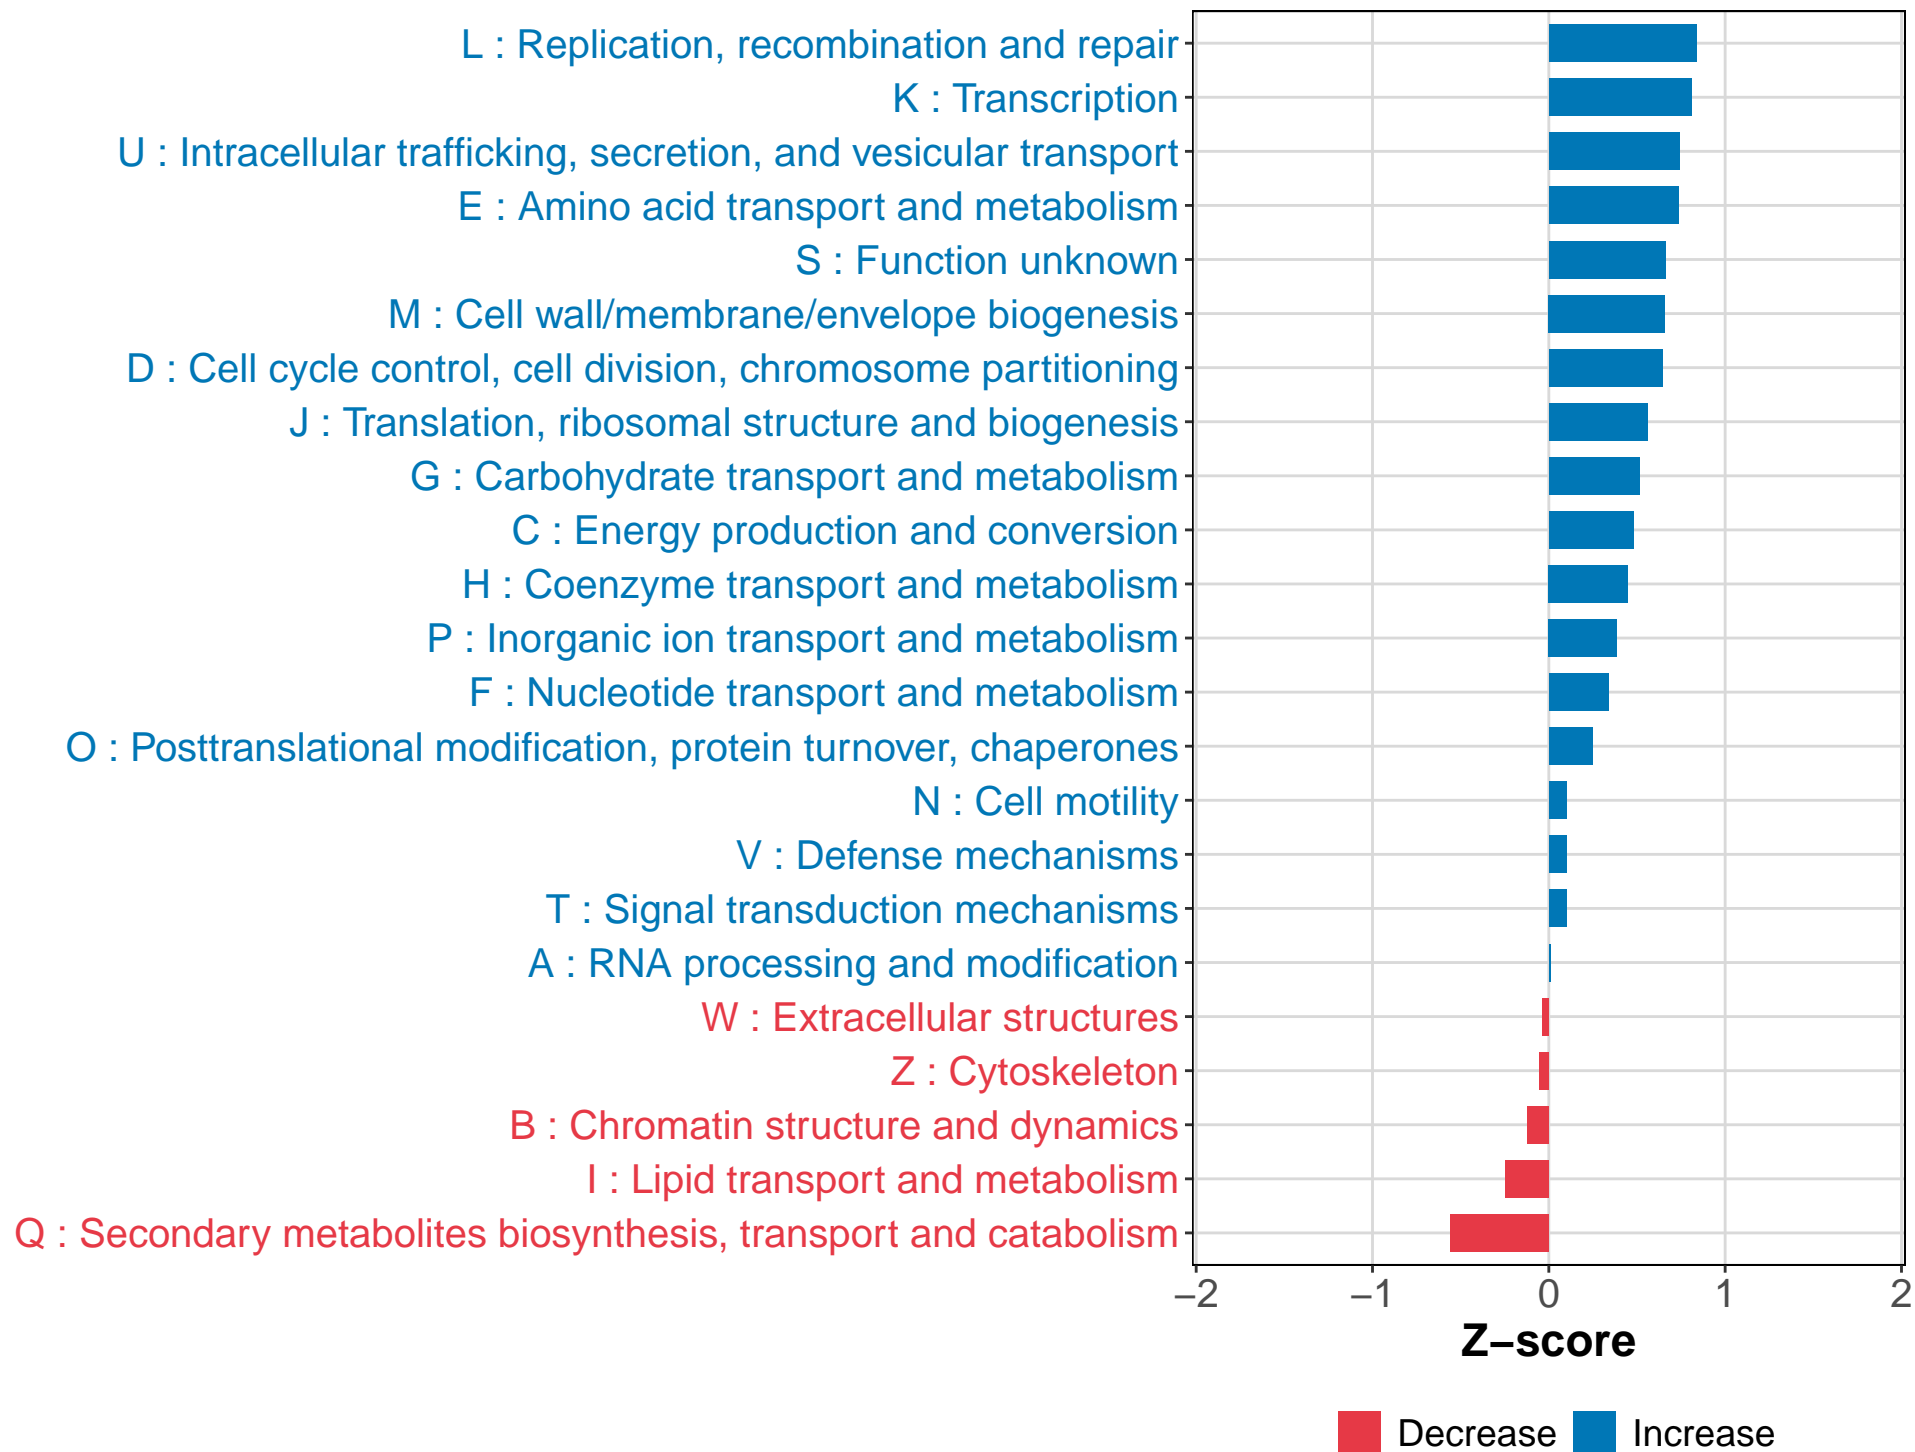 L : Replication, recombination and repair
K : Transcription
U : Intracellular trafficking, secretion, and vesicular transport
E : Amino acid transport and metabolism
S : Function unknown
M : Cell wall/membrane/envelope biogenesis
D : Cell cycle control, cell division, chromosome partitioning
J : Translation, ribosomal structure and biogenesis
G : Carbohydrate transport and metabolism
C : Energy production and conversion
H : Coenzyme transport and metabolism
P : Inorganic ion transport and metabolism
F : Nucleotide transport and metabolism
O : Posttranslational modification, protein turnover, chaperones
N : Cell motility
V : Defense mechanisms
T : Signal transduction mechanisms
A : RNA processing and modification
W : Extracellular structures
Z : Cytoskeleton
B : Chromatin structure and dynamics
I : Lipid transport and metabolism
Q : Secondary metabolites biosynthesis, transport and catabolism
−2 −1 0 1 2
Z−score
Decrease Increase